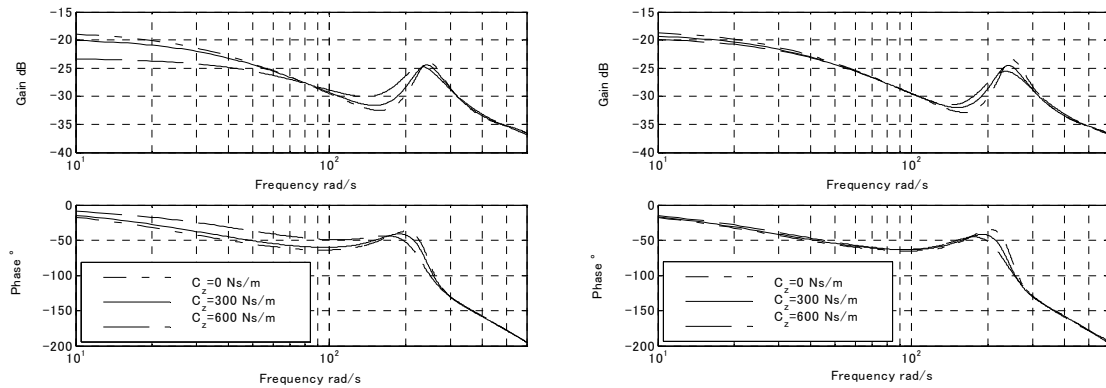 −15
−20
−25
−30
−35
−40
Gain dB
10¹
10²
Frequency rad/s
0
−50
−100
−150
−200
Phase °
C_z=0 Ns/m
C_z=300 Ns/m
C_z=600 Ns/m
10¹
10²
Frequency rad/s
−15
−20
−25
−30
−35
−40
Gain dB
10¹
10²
Frequency rad/s
0
−50
−100
−150
−200
Phase °
C_z=0 Ns/m
C_z=300 Ns/m
C_z=600 Ns/m
10¹
10²
Frequency rad/s